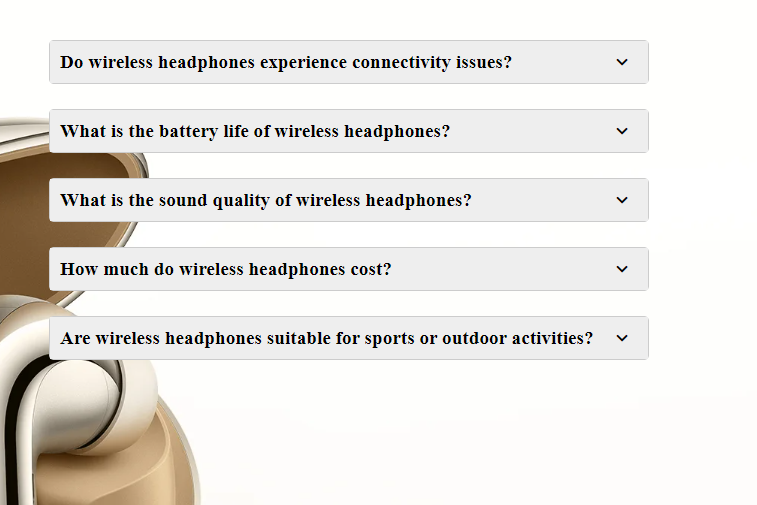 Do wireless headphones experience connectivity issues?
What is the battery life of wireless headphones?
What is the sound quality of wireless headphones?
How much do wireless headphones cost?
Are wireless headphones suitable for sports or outdoor activities?